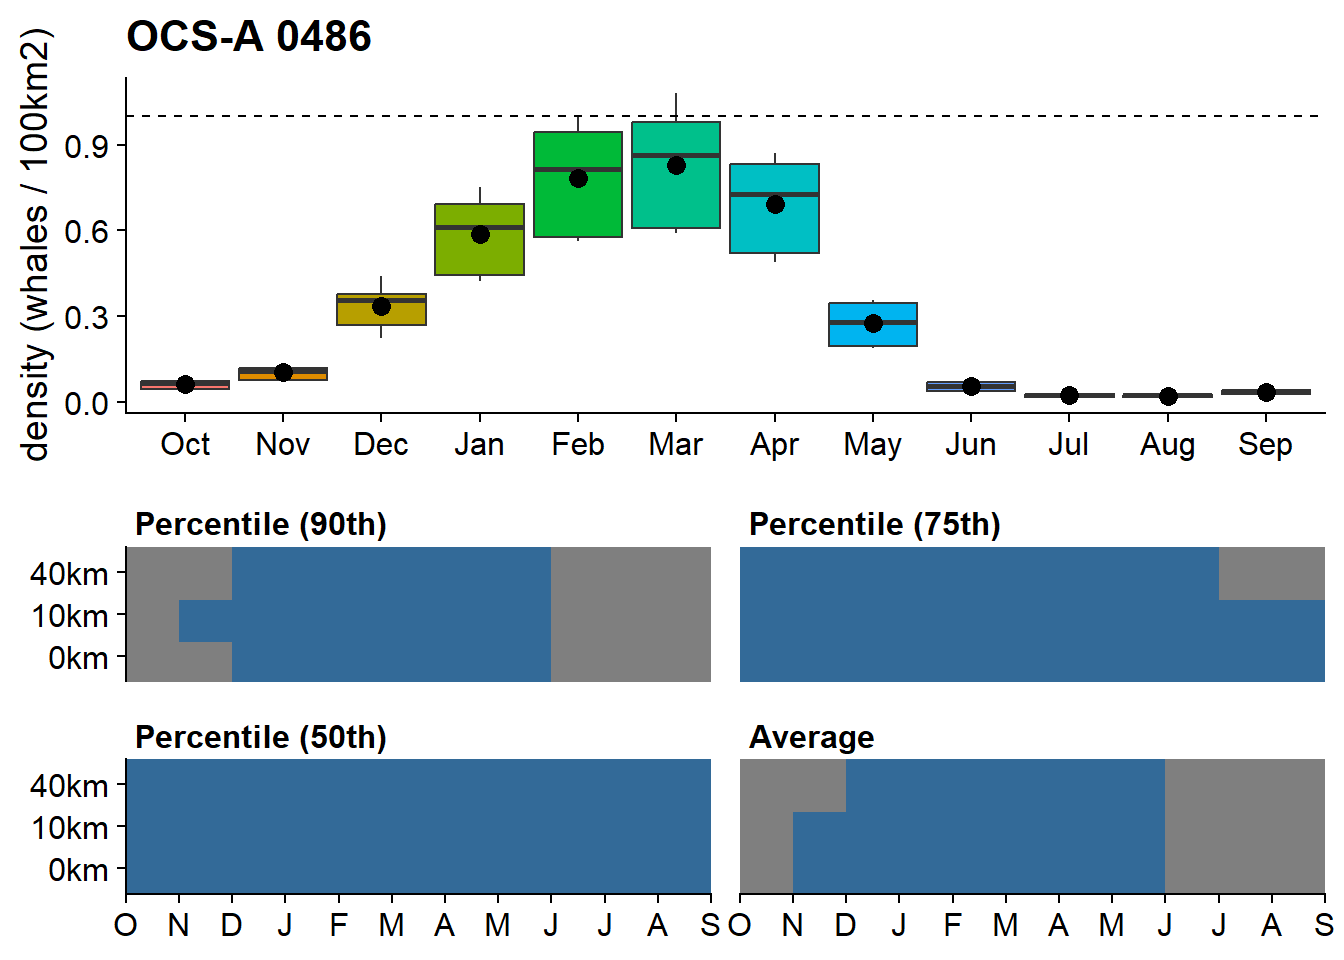 OCS-A 0486
density (whales / 100km2)
0.9
0.6
0.3
0.0
Oct Nov Dec Jan Feb Mar Apr May Jun Jul Aug Sep
Percentile (90th) Percentile (75th)
40km
10km
0km
Percentile (50th) Average
40km
10km
0km
O N D J F M A M J J A S O N D J F M A M J J A S